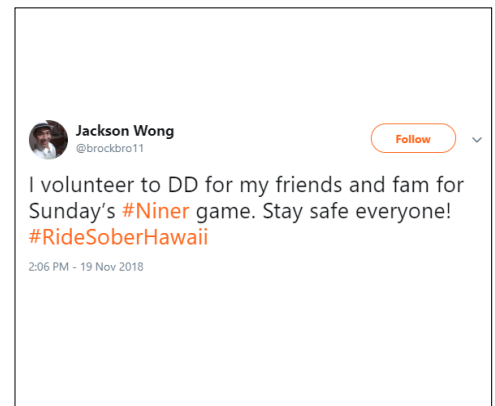 Jackson Wong
@brockbro11
Follow
I volunteer to DD for my friends and fam for
Sunday’s #Niner game. Stay safe everyone!
#RideSoberHawaii
2:06 PM - 19 Nov 2018